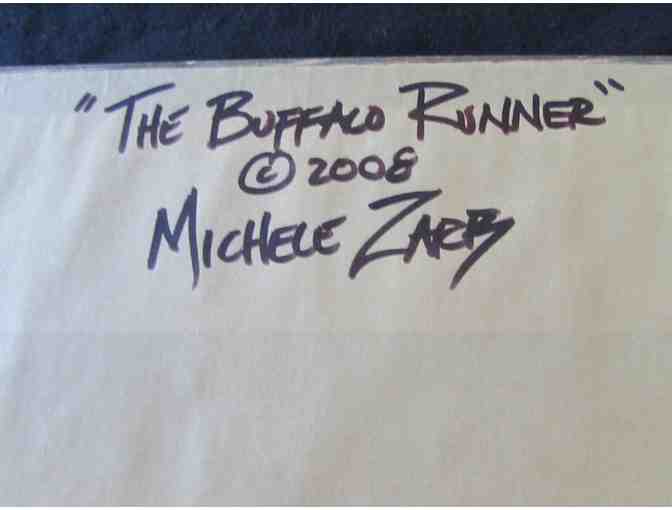 "THE BUFFALO RUNNER"
© 2008
MICHELE ZARB